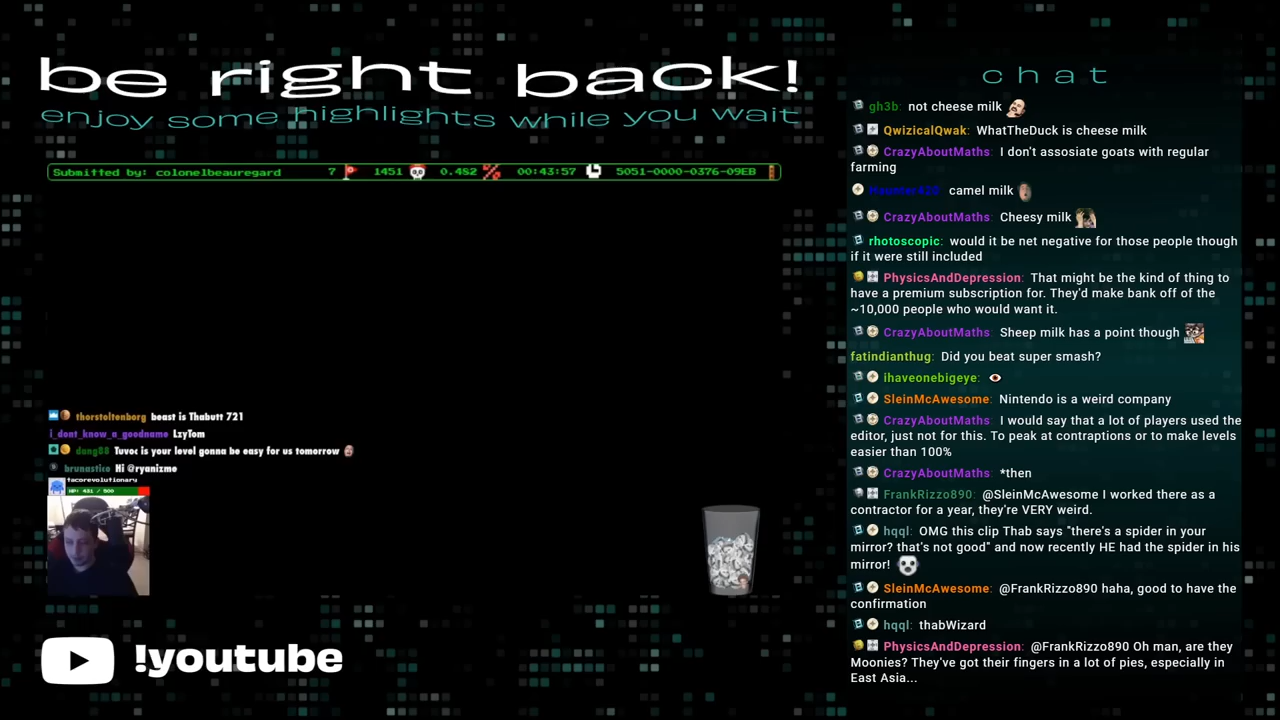 be right back!
enjoy some highlights while you wait
Submitted by: colonelbeauregard 7 1451 0.482 00:43:57 5051-0000-0376-09EB
thorstoltenborg beast is Thabutt 721
i_dont_know_a_goodname LzyTom
dnng88 Tuvoc is your level gonna be easy for us tomorrow
brunastico Hi @ryanizme
tacorevolutionary
HP: 431 / 500
!youtube
chat
gh3b: not cheese milk
QwizicalQwak: WhatTheDuck is cheese milk
CrazyAboutMaths: I don't assosiate goats with regular
farming
camel milk
CrazyAboutMaths: Cheesy milk
rhotoscopic: would it be net negative for those people though
if it were still included
PhysicsAndDepression: That might be the kind of thing to
have a premium subscription for. They'd make bank off of the
~10,000 people who would want it.
CrazyAboutMaths: Sheep milk has a point though
fatindianthug: Did you beat super smash?
ihaveonebigeye:
SleinMcAwesome: Nintendo is a weird company
CrazyAboutMaths: I would say that a lot of players used the
editor, just not for this. To peak at contraptions or to make levels
easier than 100%
CrazyAboutMaths: *then
FrankRizzo890: @SleinMcAwesome I worked there as a
contractor for a year, they're VERY weird.
hqql: OMG this clip Thab says "there's a spider in your
mirror? that's not good" and now recently HE had the spider in his
mirror!
SleinMcAwesome: @FrankRizzo890 haha, good to have the
confirmation
hqql: thabWizard
PhysicsAndDepression: @FrankRizzo890 Oh man, are they
Moonies? They've got their fingers in a lot of pies, especially in
East Asia...